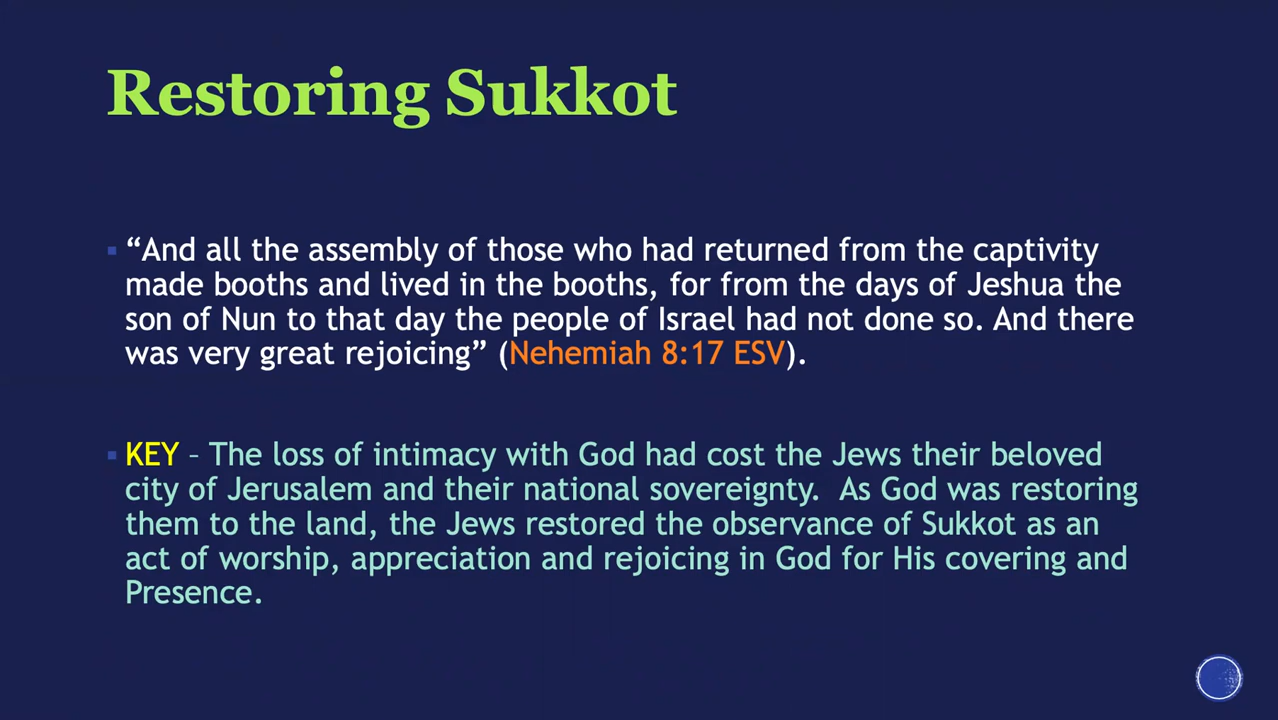 Restoring Sukkot
“And all the assembly of those who had returned from the captivity
made booths and lived in the booths, for from the days of Jeshua the
son of Nun to that day the people of Israel had not done so. And there
was very great rejoicing” (Nehemiah 8:17 ESV).
KEY – The loss of intimacy with God had cost the Jews their beloved
city of Jerusalem and their national sovereignty.  As God was restoring
them to the land, the Jews restored the observance of Sukkot as an
act of worship, appreciation and rejoicing in God for His covering and
Presence.